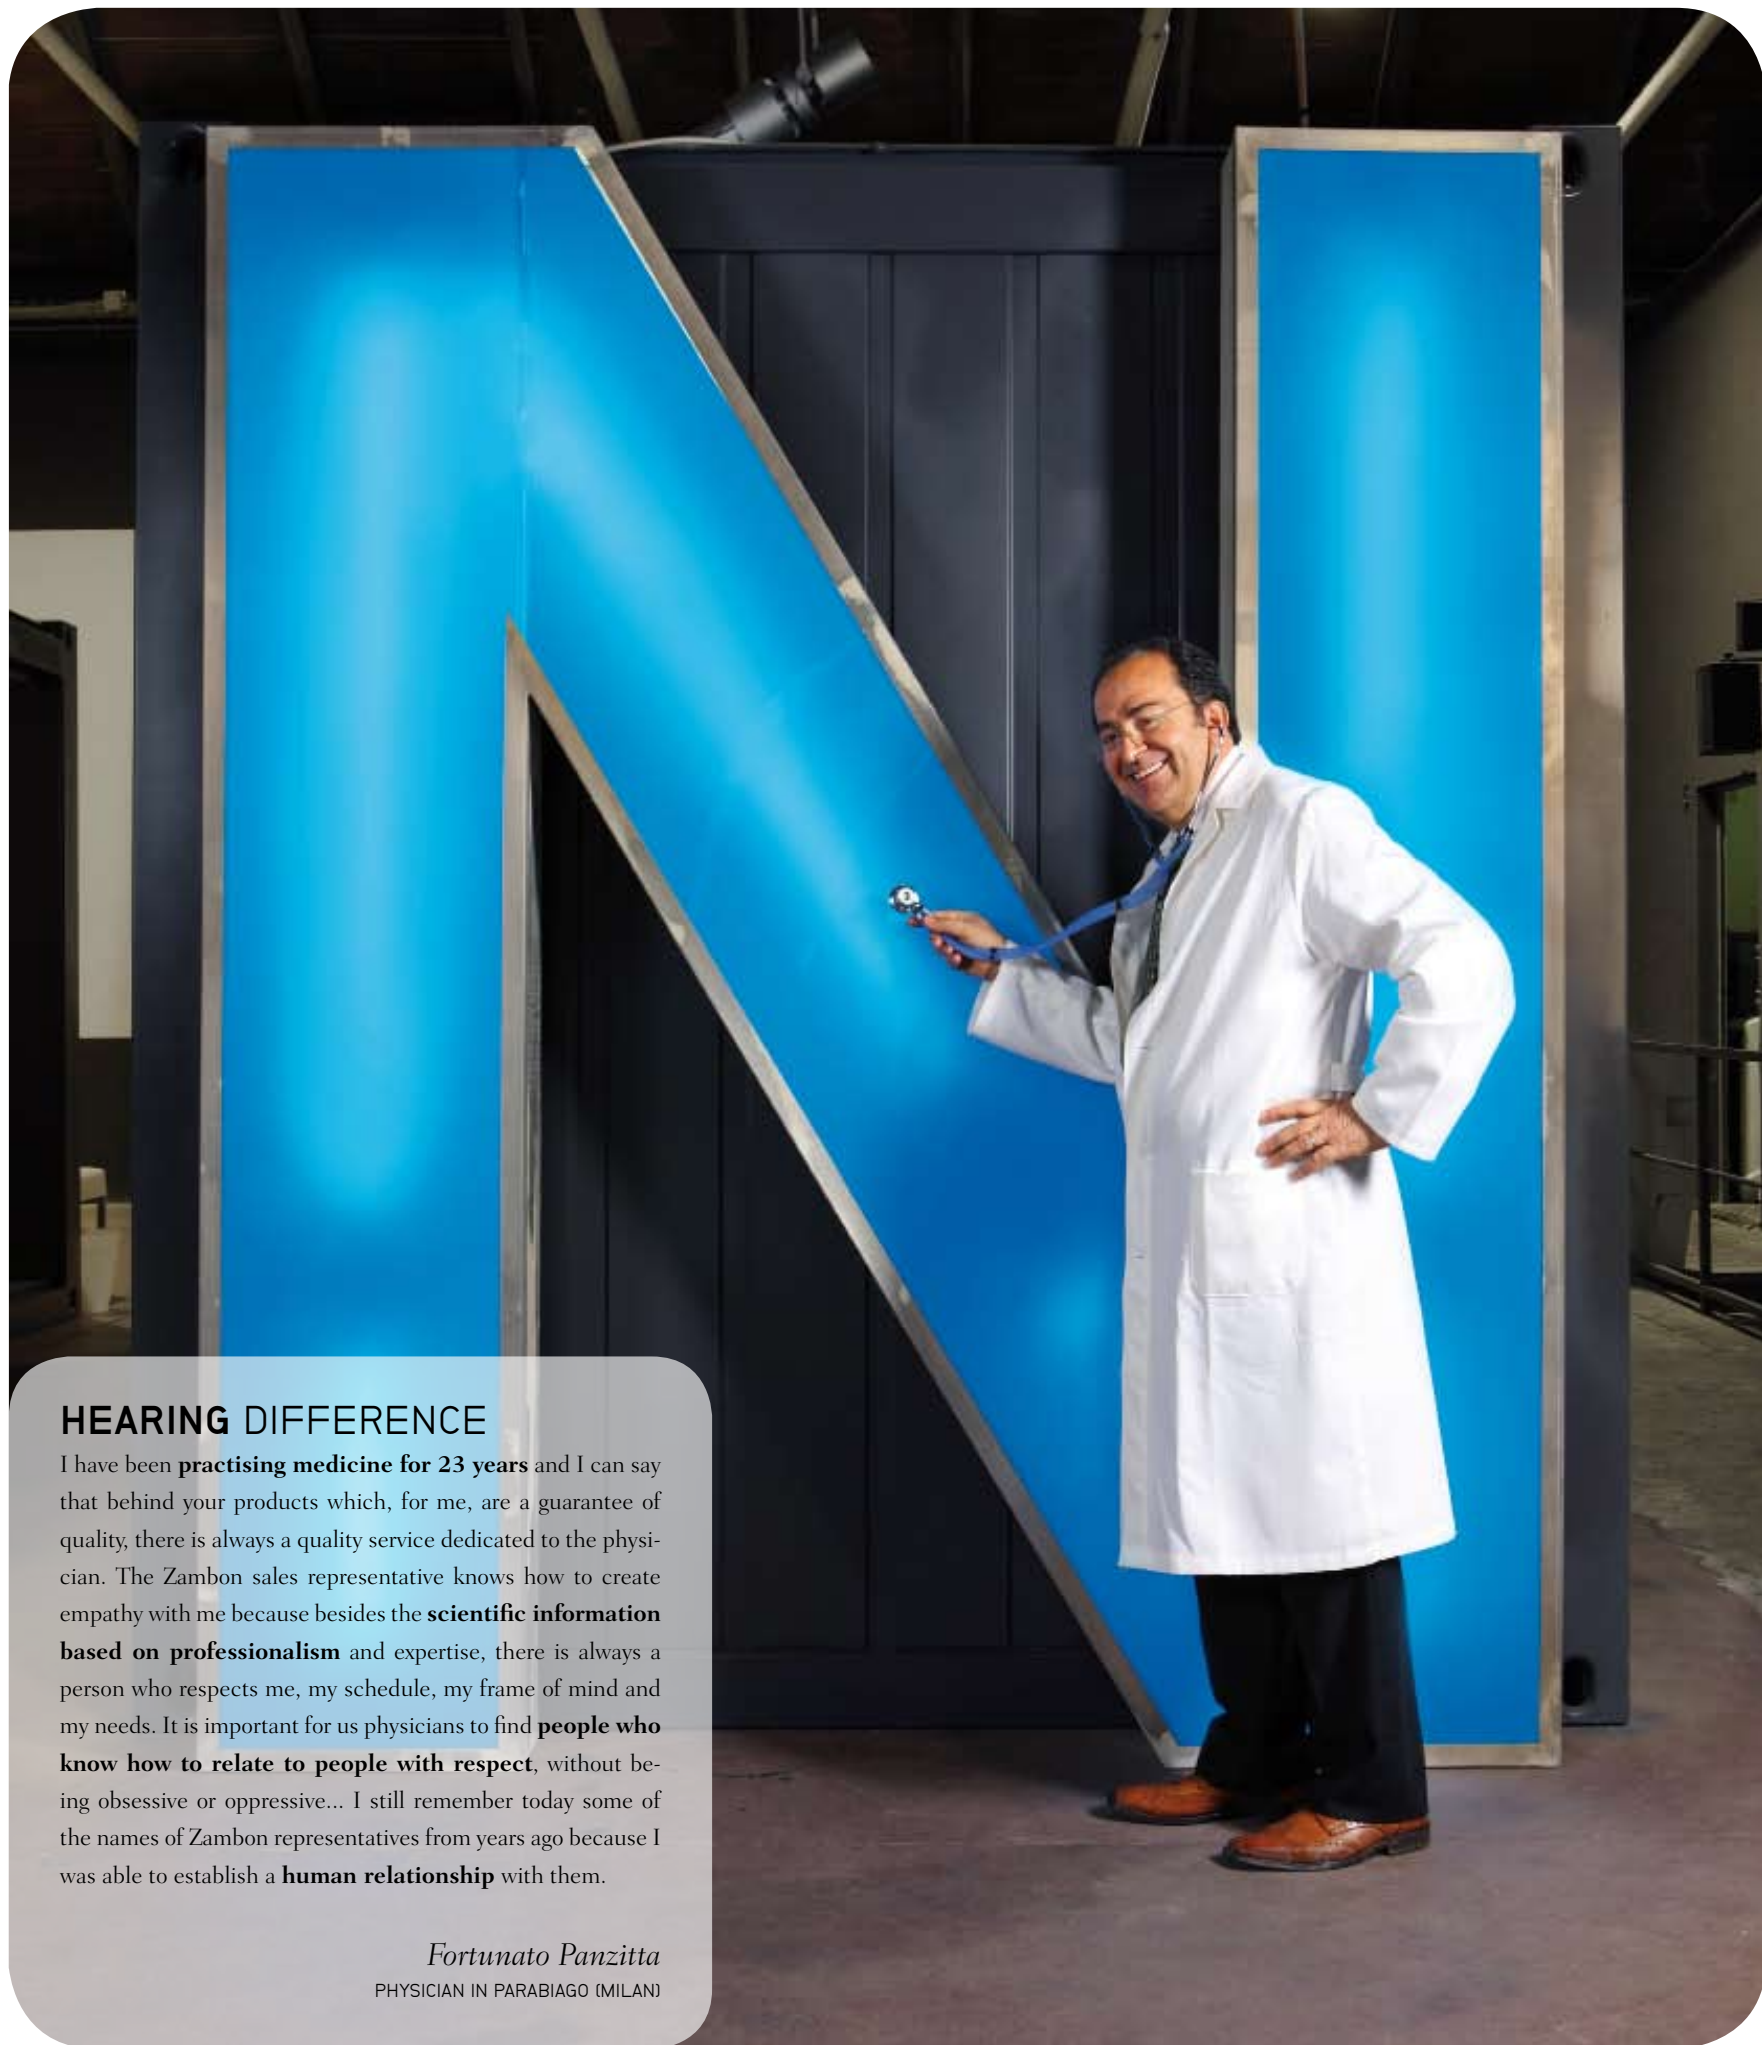 N
HEARING DIFFERENCE
I have been practising medicine for 23 years and I can say
that behind your products which, for me, are a guarantee of
quality, there is always a quality service dedicated to the physi-
cian. The Zambon sales representative knows how to create
empathy with me because besides the scientific information
based on professionalism and expertise, there is always a
person who respects me, my schedule, my frame of mind and
my needs. It is important for us physicians to find people who
know how to relate to people with respect, without be-
ing obsessive or oppressive... I still remember today some of
the names of Zambon representatives from years ago because I
was able to establish a human relationship with them.
Fortunato Panzitta
PHYSICIAN IN PARABIAGO (MILAN)